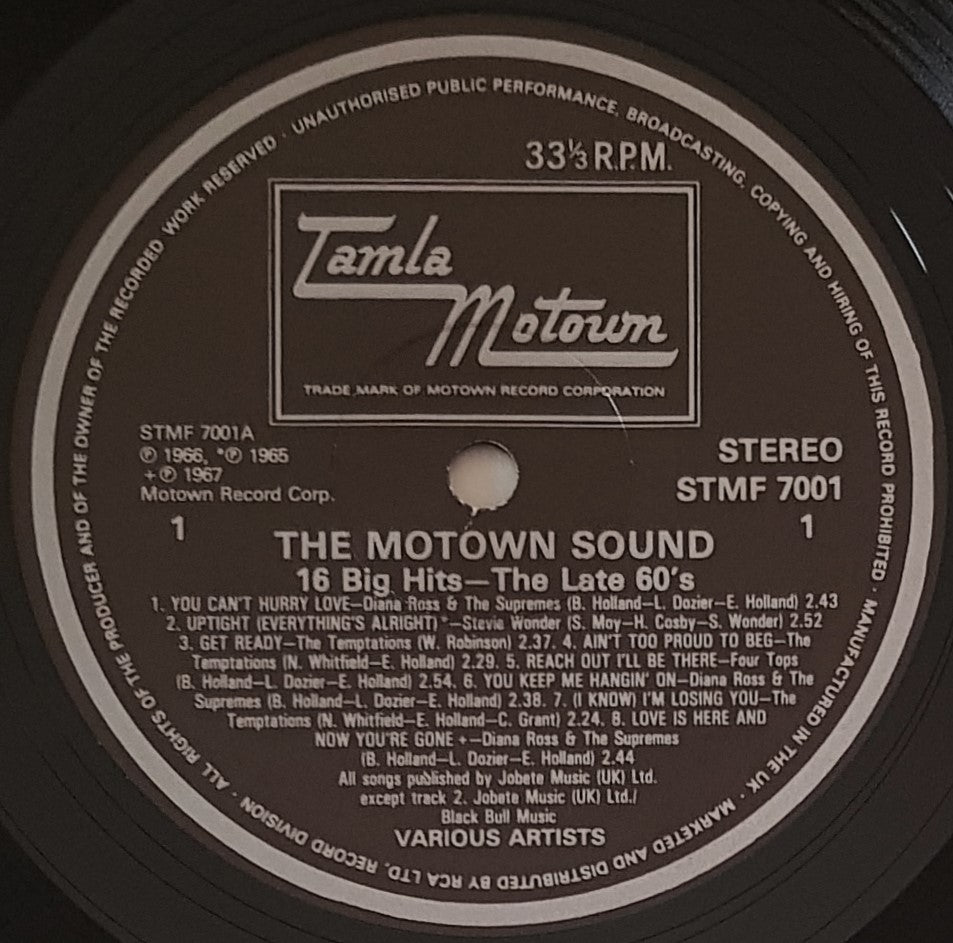 ALL RIGHTS OF THE PRODUCER AND OF THE OWNER OF THE RECORDED WORK RESERVED · UNAUTHORISED PUBLIC PERFORMANCE, BROADCASTING, COPYING AND HIRING OF THIS RECORD PROHIBITED · MANUFACTURED IN THE UK · MARKETED AND DISTRIBUTED BY RCA LTD. RECORD DIVISION ·
33⅓ R.P.M.
Tamla
Motown
TRADE MARK OF MOTOWN RECORD CORPORATION
STMF 7001A
℗ 1966, *℗ 1965
+℗ 1967
Motown Record Corp.
STEREO
STMF 7001
1
1
THE MOTOWN SOUND
16 Big Hits—The Late 60's
1. YOU CAN'T HURRY LOVE—Diana Ross & The Supremes (B. Holland—L. Dozier—E. Holland) 2.43
2. UPTIGHT (EVERYTHING'S ALRIGHT) *—Stevie Wonder (S. Moy—H. Cosby—S. Wonder) 2.52
3. GET READY—The Temptations (W. Robinson) 2.37. 4. AIN'T TOO PROUD TO BEG—The
Temptations (N. Whitfield—E. Holland) 2.29. 5. REACH OUT I'LL BE THERE—Four Tops
(B. Holland—L. Dozier—E. Holland) 2.54. 6. YOU KEEP ME HANGIN' ON—Diana Ross & The
Supremes (B. Holland—L. Dozier—E. Holland) 2.38. 7. (I KNOW) I'M LOSING YOU—The
Temptations (N. Whitfield—E. Holland—C. Grant) 2.24. 8. LOVE IS HERE AND
NOW YOU'RE GONE +—Diana Ross & The Supremes
(B. Holland—L. Dozier—E. Holland) 2.44
All songs published by Jobete Music (UK) Ltd.
except track 2. Jobete Music (UK) Ltd./
Black Bull Music
VARIOUS ARTISTS